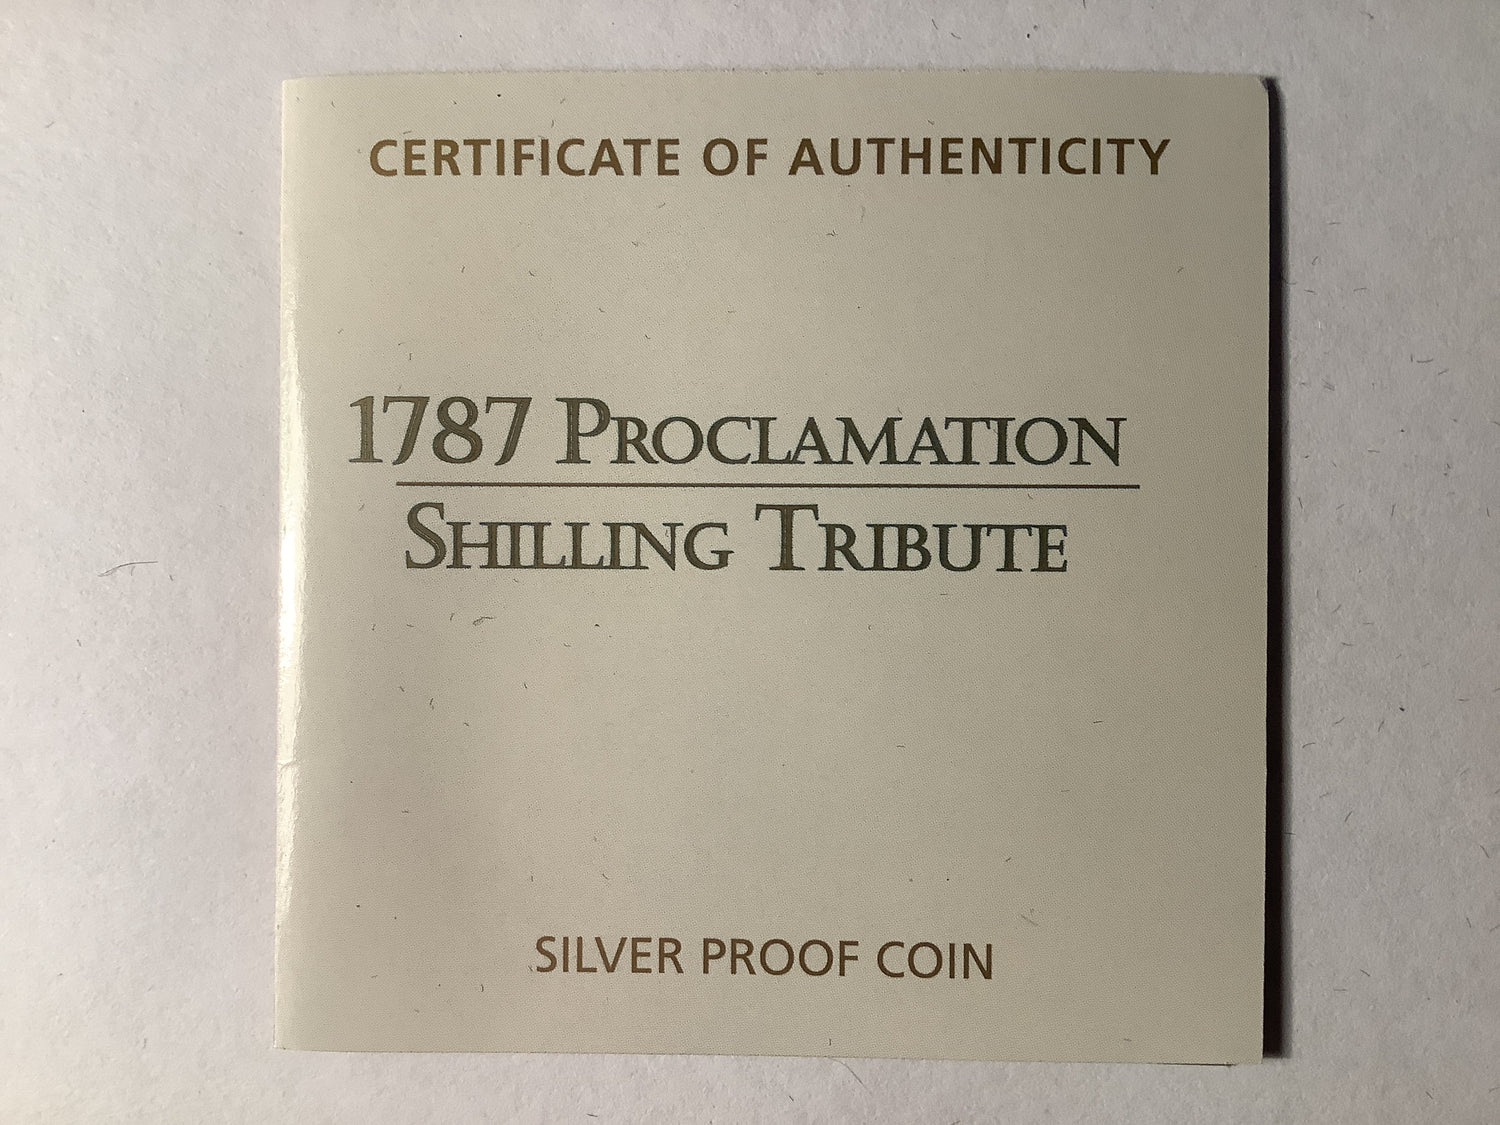 CERTIFICATE OF AUTHENTICITY
1787 PROCLAMATION
SHILLING TRIBUTE
SILVER PROOF COIN